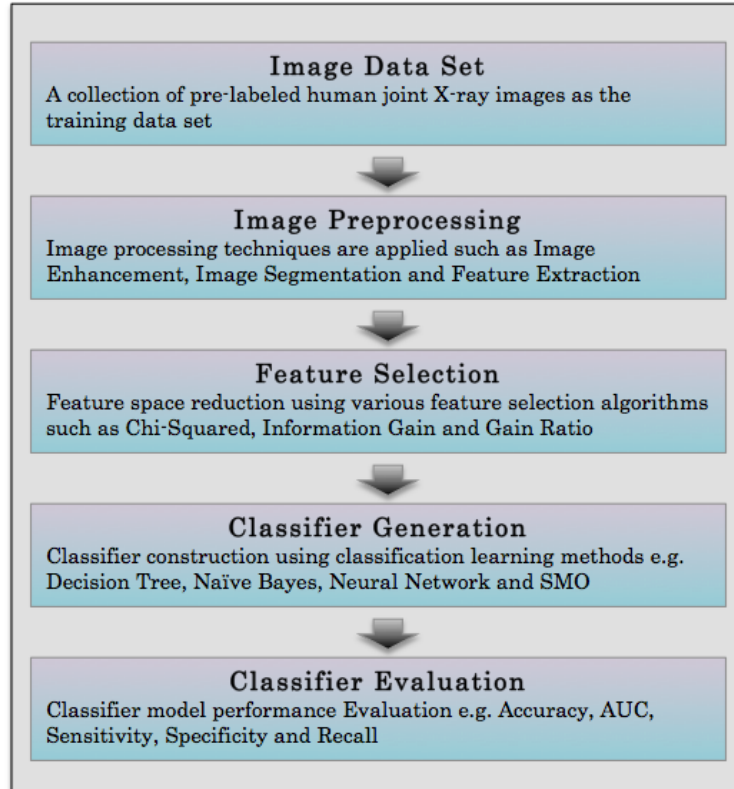 Image Data Set
A collection of pre-labeled human joint X-ray images as the
training data set
Image Preprocessing
Image processing techniques are applied such as Image
Enhancement, Image Segmentation and Feature Extraction
Feature Selection
Feature space reduction using various feature selection algorithms
such as Chi-Squared, Information Gain and Gain Ratio
Classifier Generation
Classifier construction using classification learning methods e.g.
Decision Tree, Naïve Bayes, Neural Network and SMO
Classifier Evaluation
Classifier model performance Evaluation e.g. Accuracy, AUC,
Sensitivity, Specificity and Recall